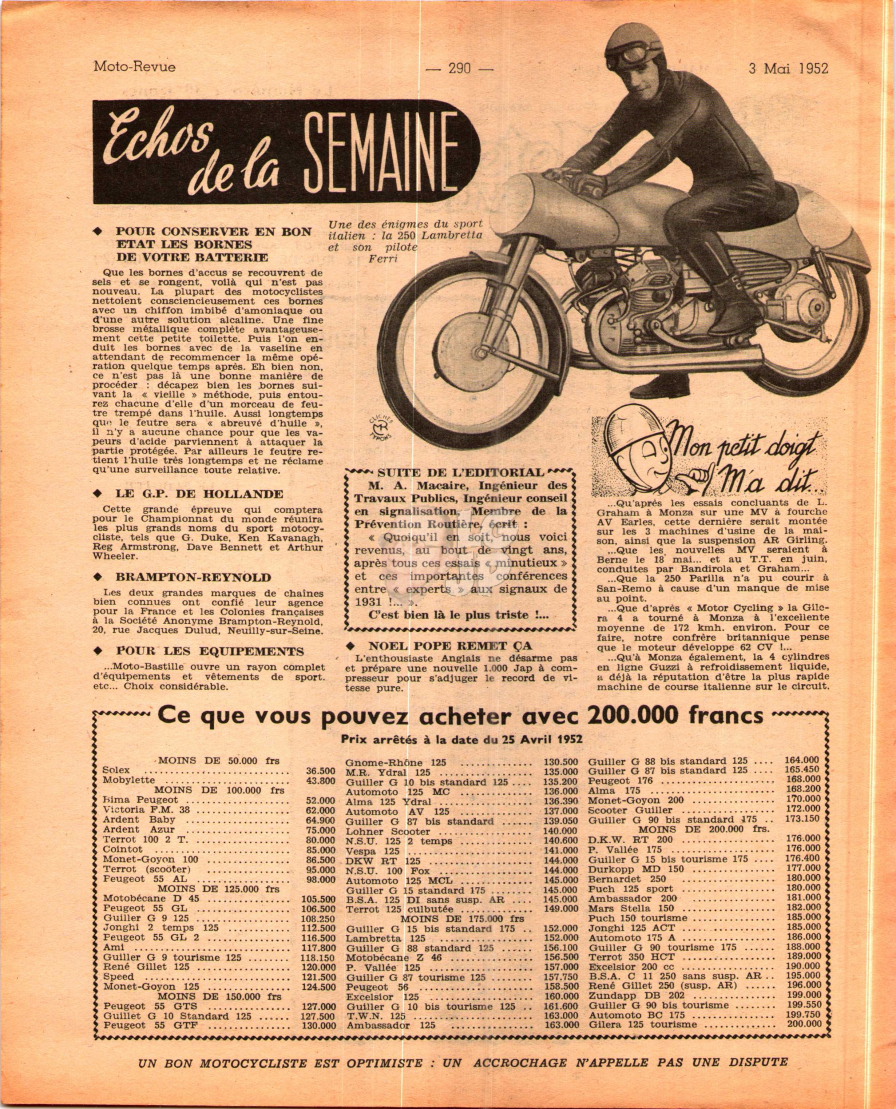 Moto-Revue — 290 — 3 Mai 1952
Echos
de la SEMAINE
Une des énigmes du sport
italien : la 250 Lambretta
et son pilote
Ferri
◆ POUR CONSERVER EN BON
ETAT LES BORNES
DE VOTRE BATTERIE
Que les bornes d'accus se recouvrent de
sels et se rongent, voilà qui n'est pas
nouveau. La plupart des motocyclistes
nettoient consciencieusement ces bornes
avec un chiffon imbibé d'amoniaque ou
d'une autre solution alcaline. Une fine
brosse métallique complète avantageuse-
ment cette petite toilette. Puis l'on en-
duit les bornes avec de la vaseline en
attendant de recommencer la même opé-
ration quelque temps après. Eh bien non,
ce n'est pas là une bonne manière de
procéder : décapez bien les bornes sui-
vant la « vieille » méthode, puis entou-
rez chacune d'elle d'un morceau de feu-
tre trempé dans l'huile. Aussi longtemps
que le feutre sera « abreuvé d'huile »,
il n'y a aucune chance pour que les va-
peurs d'acide parviennent à attaquer la
partie protégée. Par ailleurs le feutre re-
tient l'huile très longtemps et ne réclame
qu'une surveillance toute relative.
◆ LE G.P. DE HOLLANDE
Cette grande épreuve qui comptera
pour le Championnat du monde réunira
les plus grands noms du sport motocy-
cliste, tels que G. Duke, Ken Kavanagh,
Reg Armstrong, Dave Bennett et Arthur
Wheeler.
◆ BRAMPTON-REYNOLD
Les deux grandes marques de chaînes
bien connues ont confié leur agence
pour la France et les Colonies françaises
à la Société Anonyme Brampton-Reynold,
20, rue Jacques Dulud, Neuilly-sur-Seine.
◆ POUR LES EQUIPEMENTS
...Moto-Bastille ouvre un rayon complet
d'équipements et vêtements de sport.
etc... Choix considérable.
SUITE DE L'EDITORIAL
M. A. Macaire, Ingénieur des
Travaux Publics, Ingénieur conseil
en signalisation, Membre de la
Prévention Routière, écrit :
« Quoiqu'il en soit, nous voici
revenus, au bout de vingt ans,
après tous ces essais « minutieux »
et ces importantes conférences
entre « experts » aux signaux de
1931 !... ».
C'est bien là le plus triste !...
◆ NOEL POPE REMET ÇA
L'enthousiaste Anglais ne désarme pas
et prépare une nouvelle 1.000 Jap à com-
presseur pour s'adjuger le record de vi-
tesse pure.
Mon petit doigt
M'a dit...
...Qu'après les essais concluants de L.
Graham à Monza sur une MV à fourche
AV Earles, cette dernière serait montée
sur les 3 machines d'usine de la mai-
son, ainsi que la suspension AR Girling.
...Que les nouvelles MV seraient à
Berne le 18 mai... et au T.T. en juin,
conduites par Bandirola et Graham...
...Que la 250 Parilla n'a pu courir à
San-Remo à cause d'un manque de mise
au point.
...Que d'après « Motor Cycling » la Gile-
ra 4 a tourné à Monza à l'excellente
moyenne de 172 kmh. environ. Pour ce
faire, notre confrère britannique pense
que le moteur développe 62 CV !...
...Qu'à Monza également, la 4 cylindres
en ligne Guzzi à refroidissement liquide,
a déjà la réputation d'être la plus rapide
machine de course italienne sur le circuit.
Ce que vous pouvez acheter avec 200.000 francs
Prix arrêtés à la date du 25 Avril 1952
MOINS DE 50.000 frs
Solex 36.500
Mobylette 43.800
MOINS DE 100.000 frs
Bima Peugeot 52.000
Victoria F.M. 38 62.000
Ardent Baby 64.900
Ardent Azur 75.000
Terrot 100 2 T. 80.000
Cointot 85.000
Monet-Goyon 100 86.500
Terrot (scooter) 95.000
Peugeot 55 AL 98.000
MOINS DE 125.000 frs
Motobécane D 45 105.500
Peugeot 55 GL 106.500
Guiller G 9 125 108.250
Jonghi 2 temps 125 112.500
Peugeot 55 GL 2 116.500
Ami 117.800
Guiller G 9 tourisme 125 118.150
René Gillet 125 120.000
Speed 121.500
Monet-Goyon 125 124.500
MOINS DE 150.000 frs
Peugeot 55 GTS 127.000
Guillet G 10 Standard 125 127.500
Peugeot 55 GTF 130.000
Gnome-Rhône 125 130.500
M.R. Ydral 125 135.000
Guiller G 10 bis standard 125 135.200
Automoto 125 MC 136.000
Alma 125 Ydral 136.390
Automoto AV 125 137.000
Guiller G 87 bis standard 139.050
Lohner Scooter 140.000
N.S.U. 125 2 temps 140.600
Vespa 125 141.000
DKW RT 125 144.000
N.S.U. 100 Fox 144.000
Automoto 125 MCL 145.000
Guiller G 15 standard 175 145.000
B.S.A. 125 DI sans susp. AR 145.000
Terrot 125 culbutée 149.000
MOINS DE 175.000 frs
Guiller G 15 bis standard 175 152.000
Lambretta 125 152.000
Guiller G 88 standard 125 156.100
Motobécane Z 46 156.500
P. Vallée 125 157.000
Guiller G 87 tourisme 125 157.750
Peugeot 56 158.500
Excelsior 125 160.000
Guiller G 10 bis tourisme 125 161.600
T.W.N. 125 163.000
Ambassador 125 163.000
Guiller G 88 bis standard 125 164.000
Guiller G 87 bis standard 125 165.450
Peugeot 176 168.000
Alma 175 168.200
Monet-Goyon 200 170.000
Scooter Guiller 172.000
Guiller G 90 bis standard 175 173.150
MOINS DE 200.000 frs.
D.K.W. RT 200 176.000
P. Vallée 175 176.000
Guiller G 15 bis tourisme 175 176.400
Durkopp MD 150 177.000
Bernardet 250 180.000
Puch 125 sport 180.000
Ambassador 200 181.000
Mars Stella 150 182.000
Puch 150 tourisme 185.000
Jonghi 125 ACT 185.000
Automoto 175 A 186.000
Guiller G 90 tourisme 175 188.000
Terrot 350 HCT 189.000
Excelsior 200 cc 190.000
B.S.A. C 11 250 sans susp. AR 195.000
René Gillet 250 (susp. AR) 196.000
Zundapp DB 202 199.000
Guiller G 90 bis tourisme 199.550
Automoto BC 175 199.750
Gilera 125 tourisme 200.000
UN BON MOTOCYCLISTE EST OPTIMISTE : UN ACCROCHAGE N'APPELLE PAS UNE DISPUTE